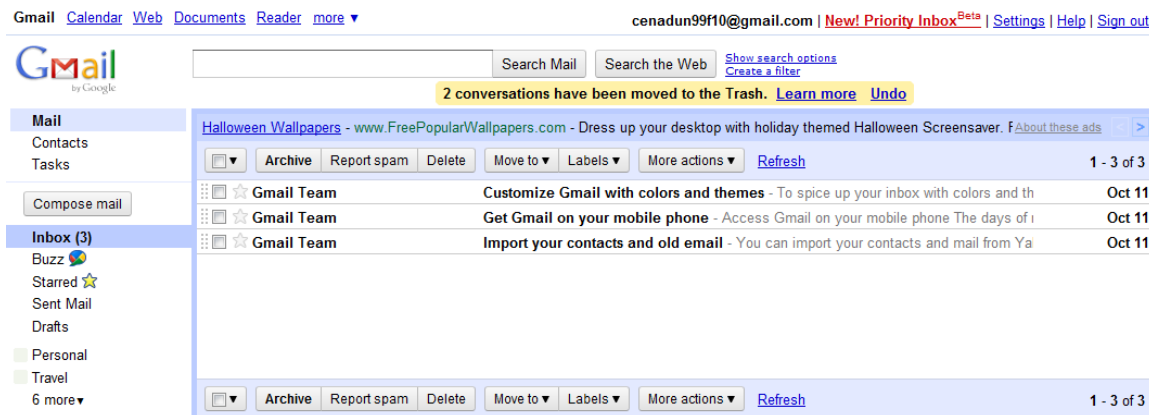 Gmail Calendar Web Documents Reader more ▼ cenadun99f10@gmail.com | New! Priority Inbox Beta | Settings | Help | Sign out
Gmail by Google
Search Mail Search the Web Show search options
Create a filter
2 conversations have been moved to the Trash. Learn more Undo
Mail
Contacts
Tasks
Compose mail
Inbox (3)
Buzz
Starred
Sent Mail
Drafts
Personal
Travel
6 more▼
Halloween Wallpapers - www.FreePopularWallpapers.com - Dress up your desktop with holiday themed Halloween Screensaver. About these ads < >
▼ Archive Report spam Delete Move to ▼ Labels ▼ More actions ▼ Refresh 1 - 3 of 3
Gmail Team Customize Gmail with colors and themes - To spice up your inbox with colors and th Oct 11
Gmail Team Get Gmail on your mobile phone - Access Gmail on your mobile phone The days of Oct 11
Gmail Team Import your contacts and old email - You can import your contacts and mail from Ya Oct 11
▼ Archive Report spam Delete Move to ▼ Labels ▼ More actions ▼ Refresh 1 - 3 of 3